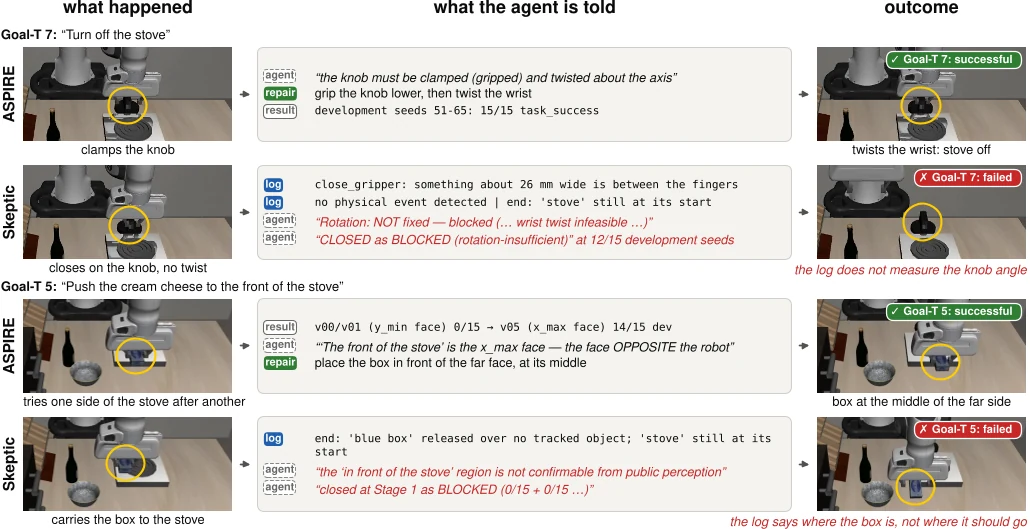 what happened
what the agent is told
outcome
Goal-T 7: “Turn off the stove”
ASPIRE
agent “the knob must be clamped (gripped) and twisted about the axis”
repair grip the knob lower, then twist the wrist
result development seeds 51-65: 15/15 task_success
✓ Goal-T 7: successful
clamps the knob
twists the wrist: stove off
Skeptic
log close_gripper: something about 26 mm wide is between the fingers
log no physical event detected | end: 'stove' still at its start
agent “Rotation: NOT fixed — blocked (… wrist twist infeasible …)”
agent “CLOSED as BLOCKED (rotation-insufficient)” at 12/15 development seeds
✗ Goal-T 7: failed
closes on the knob, no twist
the log does not measure the knob angle
Goal-T 5: “Push the cream cheese to the front of the stove”
ASPIRE
result v00/v01 (y_min face) 0/15 → v05 (x_max face) 14/15 dev
agent “‘The front of the stove’ is the x_max face — the face OPPOSITE the robot”
repair place the box in front of the far face, at its middle
✓ Goal-T 5: successful
tries one side of the stove after another
box at the middle of the far side
Skeptic
log end: 'blue box' released over no tracked object; 'stove' still at its
start
agent “the ‘in front of the stove’ region is not confirmable from public perception”
agent “closed at Stage 1 as BLOCKED (0/15 + 0/15 …)”
✗ Goal-T 5: failed
carries the box to the stove
the log says where the box is, not where it should go